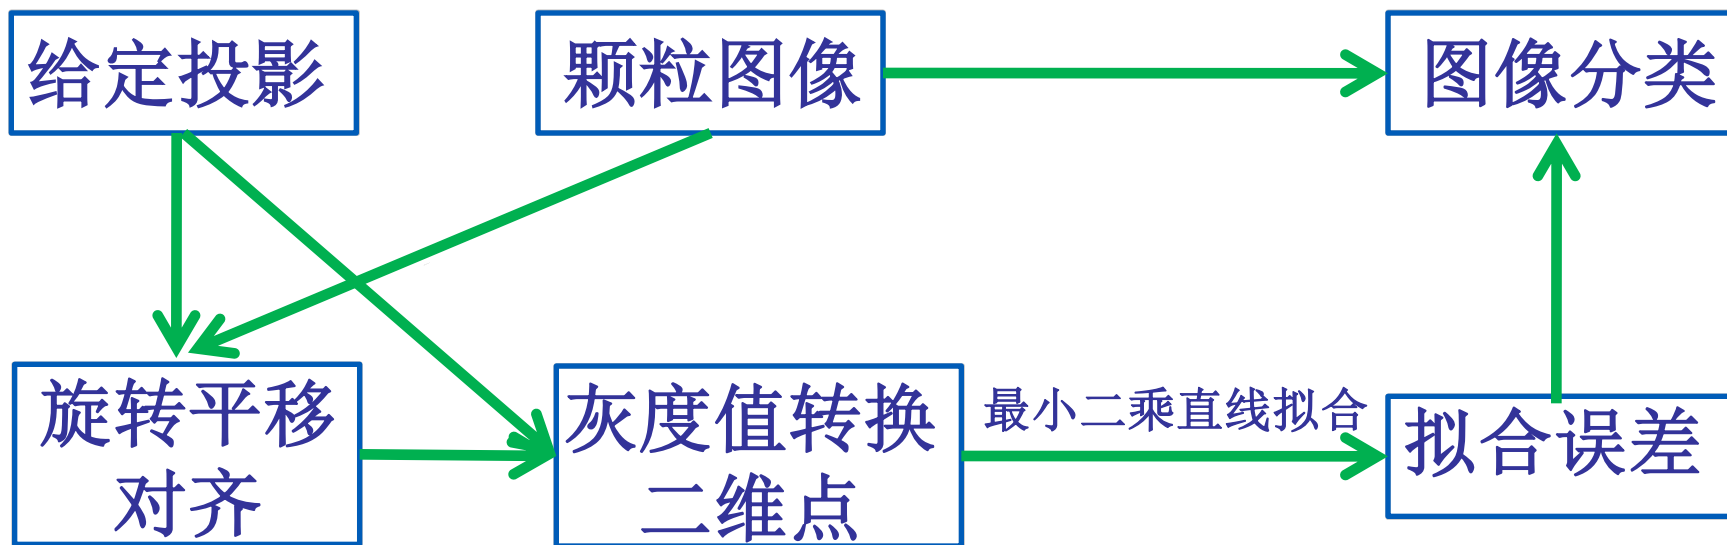 给定投影
颗粒图像
图像分类
旋转平移
对齐
灰度值转换
二维点
最小二乘直线拟合
拟合误差